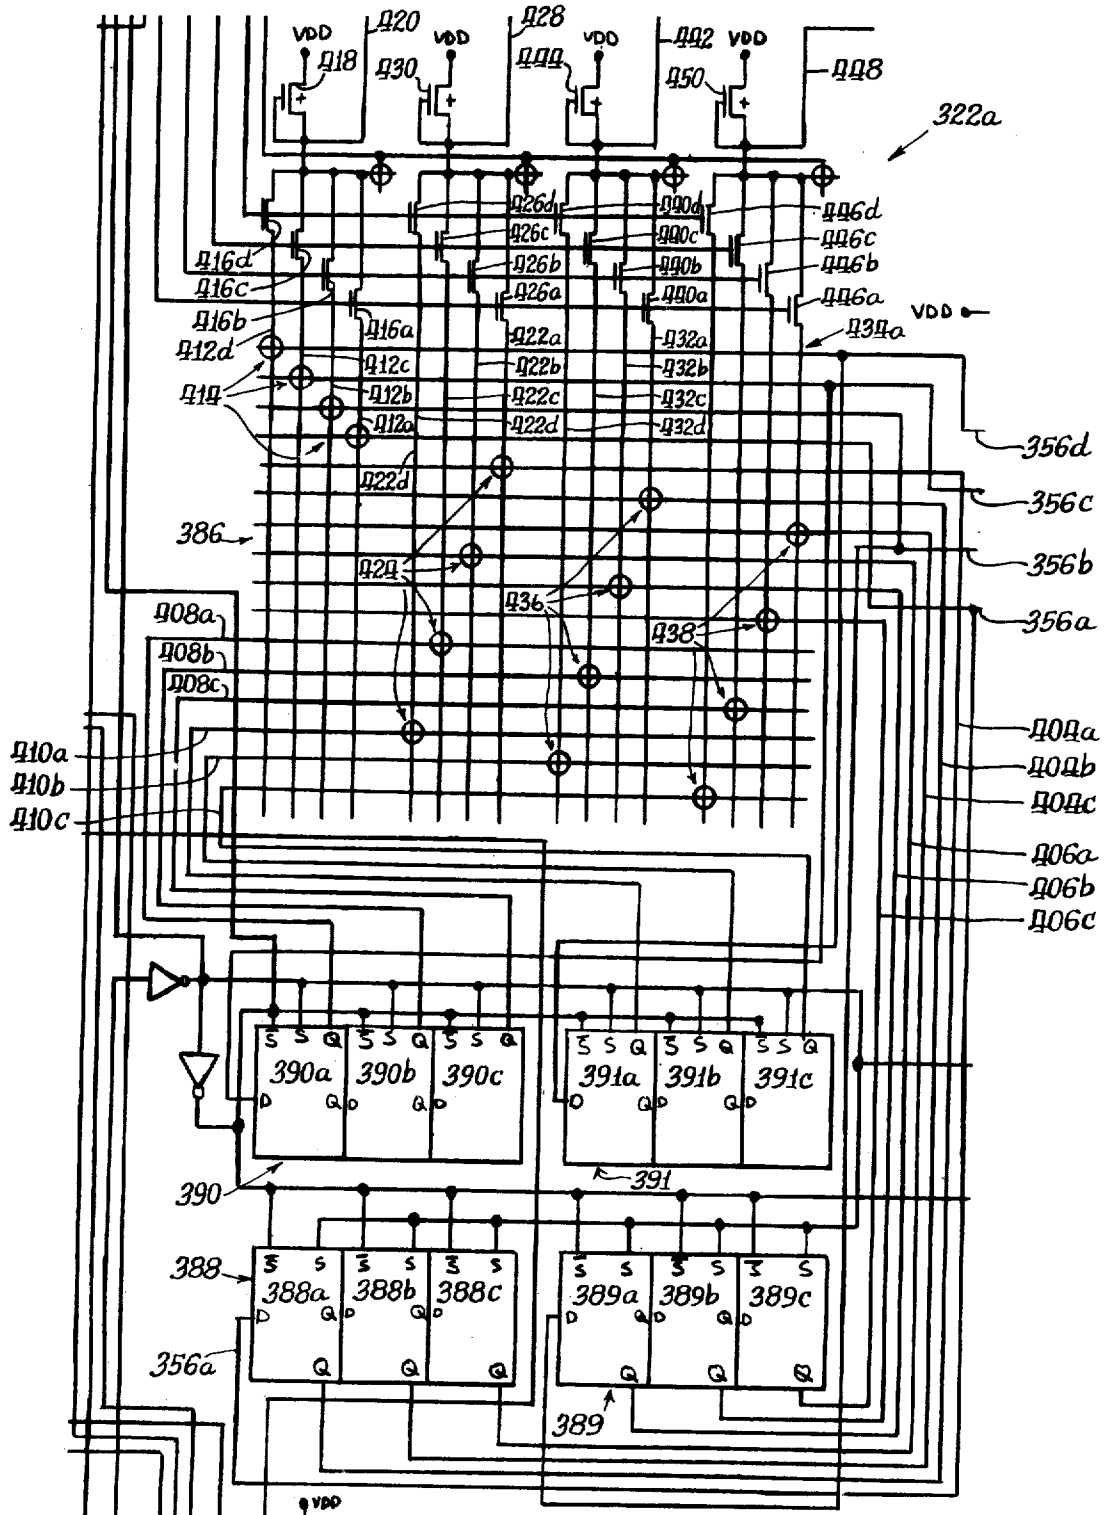 420 428
VDD VDD VDD 442 VDD
418 430 444 450 448
322a
426d 440d 446d
426c 440c 446c
416d 426b 440b 446b
416c 426a 440a 446a
416b 416a VDD
412d 422a 432a 434a
412c 422b 432b
414 412b 422c 432c
412a 422d 432d 356d
422d
356c
386
424 356b
436
408a 438 356a
408b
408c
410a 404a
410b 404b
410c 404c
406a
406b
406c
S̅ S Q S̅ S Q S̅ S Q S̅ S Q S̅ S Q S̅ S Q
390a 390b 390c 391a 391b 391c
D Q D Q D D Q D Q D
390 391
S̅ S S̅ S S̅ S S̅ S S̅ S S̅ S
388 388a 388b 388c 389a 389b 389c
D Q D Q D D Q D Q D
356a Q Q Q Q Q Q
389
VDD